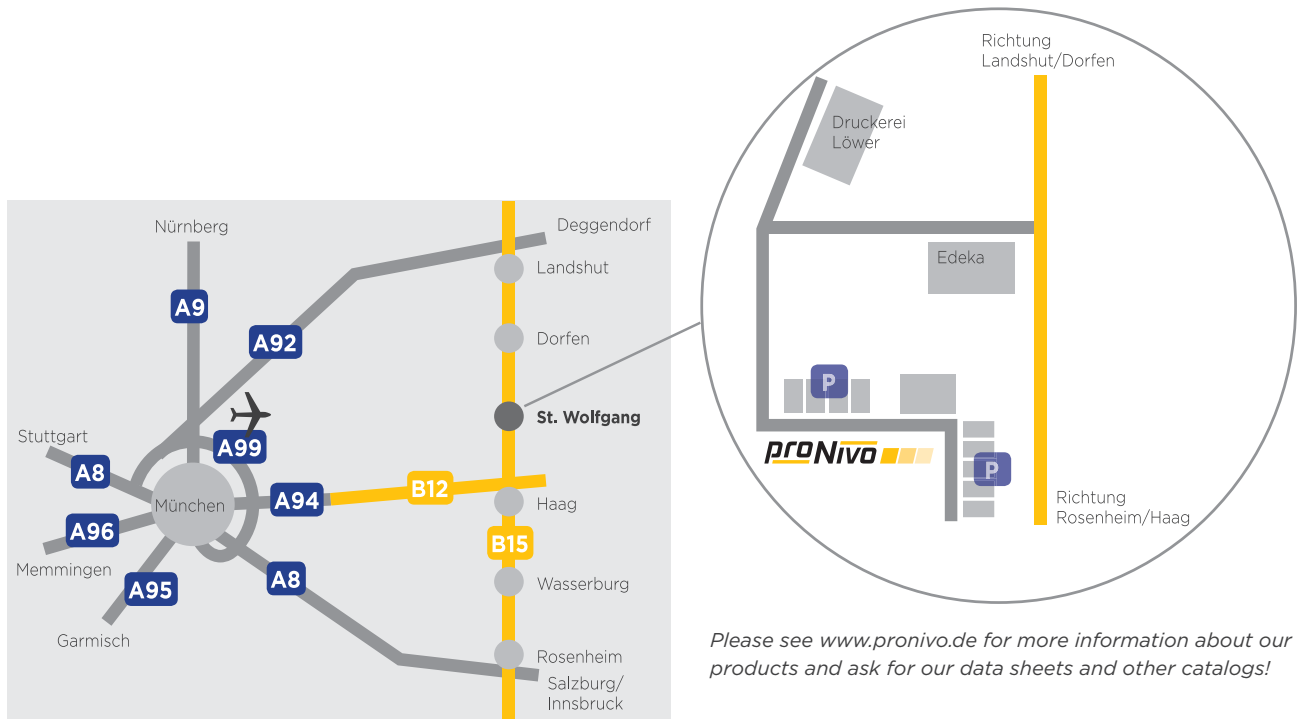 Nürnberg
Deggendorf
Landshut
A9
A92
Dorfen
St. Wolfgang
Stuttgart
A99
A8
B12
A94
München
Haag
A96
B15
Memmingen
A8
A95
Wasserburg
Garmisch
Rosenheim
Salzburg/
Innsbruck
Richtung
Landshut/Dorfen
Druckerei
Löwer
Edeka
P
proNivo
P
Richtung
Rosenheim/Haag
Please see www.pronivo.de for more information about our
products and ask for our data sheets and other catalogs!